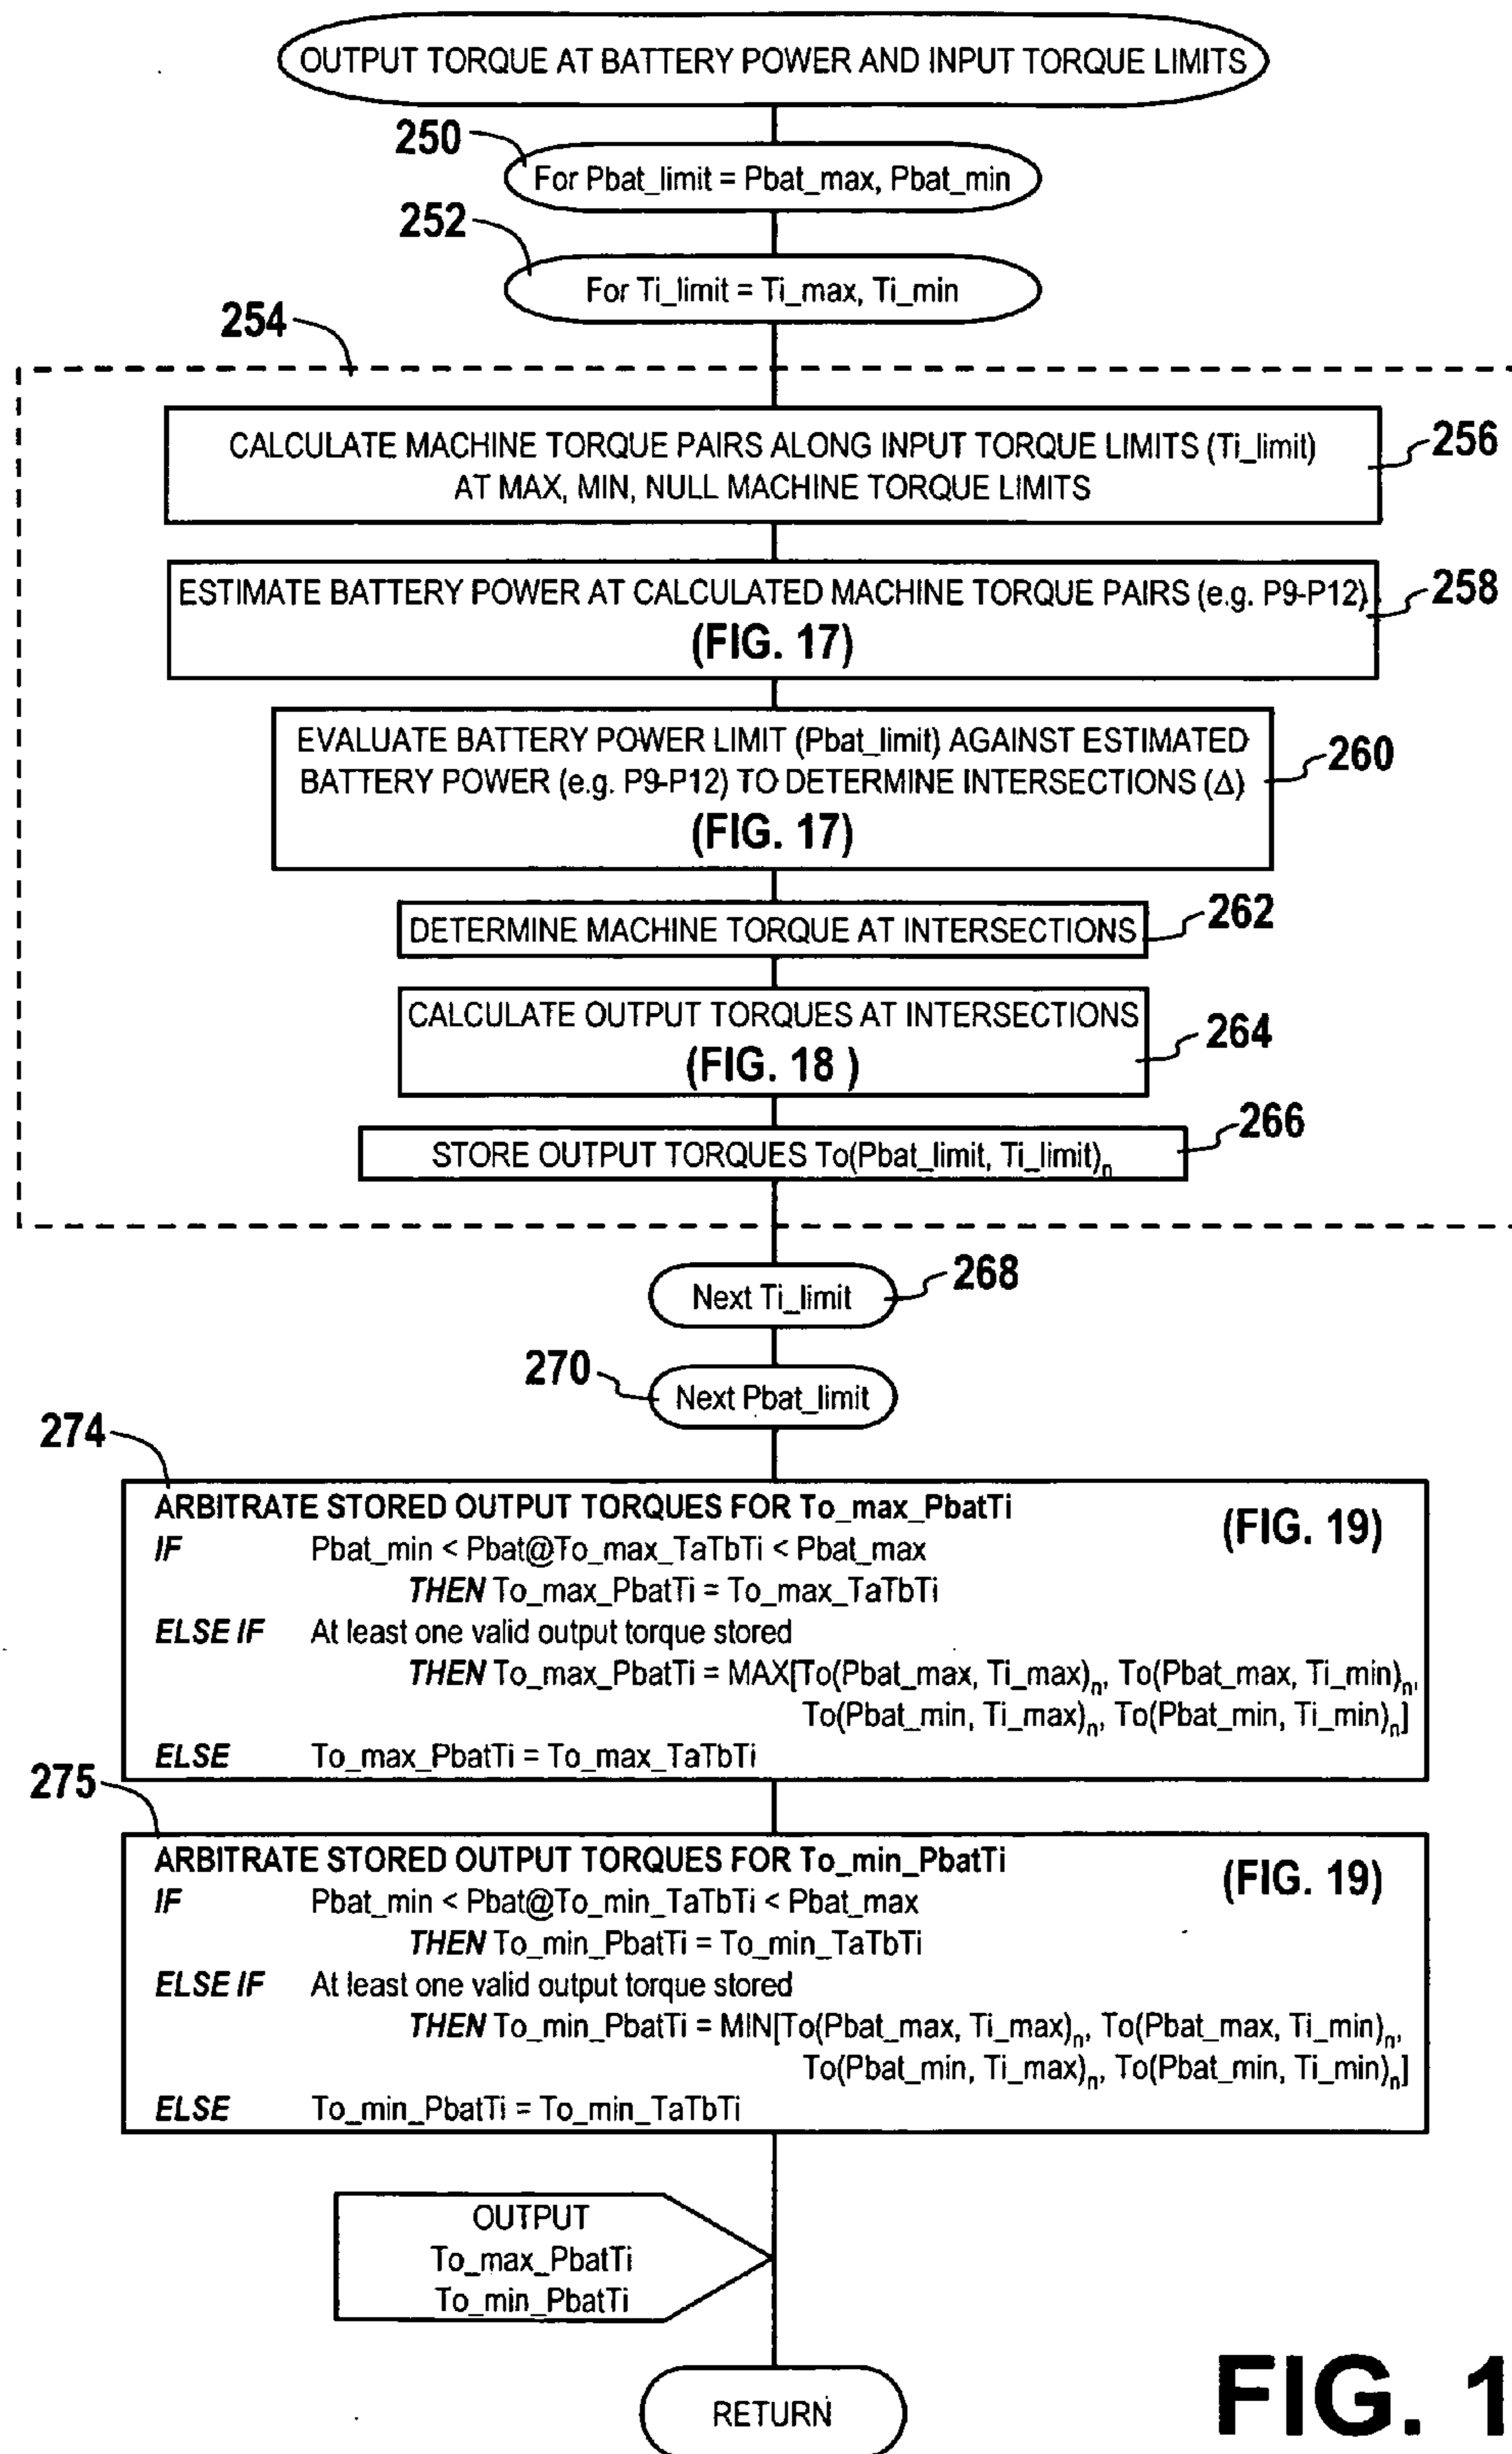 OUTPUT TORQUE AT BATTERY POWER AND INPUT TORQUE LIMITS
250
For Pbat_limit = Pbat_max, Pbat_min
252
For Ti_limit = Ti_max, Ti_min
254
CALCULATE MACHINE TORQUE PAIRS ALONG INPUT TORQUE LIMITS (Ti_limit)
AT MAX, MIN, NULL MACHINE TORQUE LIMITS
256
ESTIMATE BATTERY POWER AT CALCULATED MACHINE TORQUE PAIRS (e.g. P9-P12)
(FIG. 17)
258
EVALUATE BATTERY POWER LIMIT (Pbat_limit) AGAINST ESTIMATED
BATTERY POWER (e.g. P9-P12) TO DETERMINE INTERSECTIONS (Δ)
(FIG. 17)
260
DETERMINE MACHINE TORQUE AT INTERSECTIONS
262
CALCULATE OUTPUT TORQUES AT INTERSECTIONS
(FIG. 18 )
264
STORE OUTPUT TORQUES To(Pbat_limit, Ti_limit)n
266
Next Ti_limit
268
270
Next Pbat_limit
274
ARBITRATE STORED OUTPUT TORQUES FOR To_max_PbatTi (FIG. 19)
IF Pbat_min < Pbat@To_max_TaTbTi < Pbat_max
THEN To_max_PbatTi = To_max_TaTbTi
ELSE IF At least one valid output torque stored
THEN To_max_PbatTi = MAX[To(Pbat_max, Ti_max)n, To(Pbat_max, Ti_min)n,
To(Pbat_min, Ti_max)n, To(Pbat_min, Ti_min)n]
ELSE To_max_PbatTi = To_max_TaTbTi
275
ARBITRATE STORED OUTPUT TORQUES FOR To_min_PbatTi (FIG. 19)
IF Pbat_min < Pbat@To_min_TaTbTi < Pbat_max
THEN To_min_PbatTi = To_min_TaTbTi
ELSE IF At least one valid output torque stored
THEN To_min_PbatTi = MIN[To(Pbat_max, Ti_max)n, To(Pbat_max, Ti_min)n,
To(Pbat_min, Ti_max)n, To(Pbat_min, Ti_min)n]
ELSE To_min_PbatTi = To_min_TaTbTi
OUTPUT
To_max_PbatTi
To_min_PbatTi
RETURN
FIG. 1